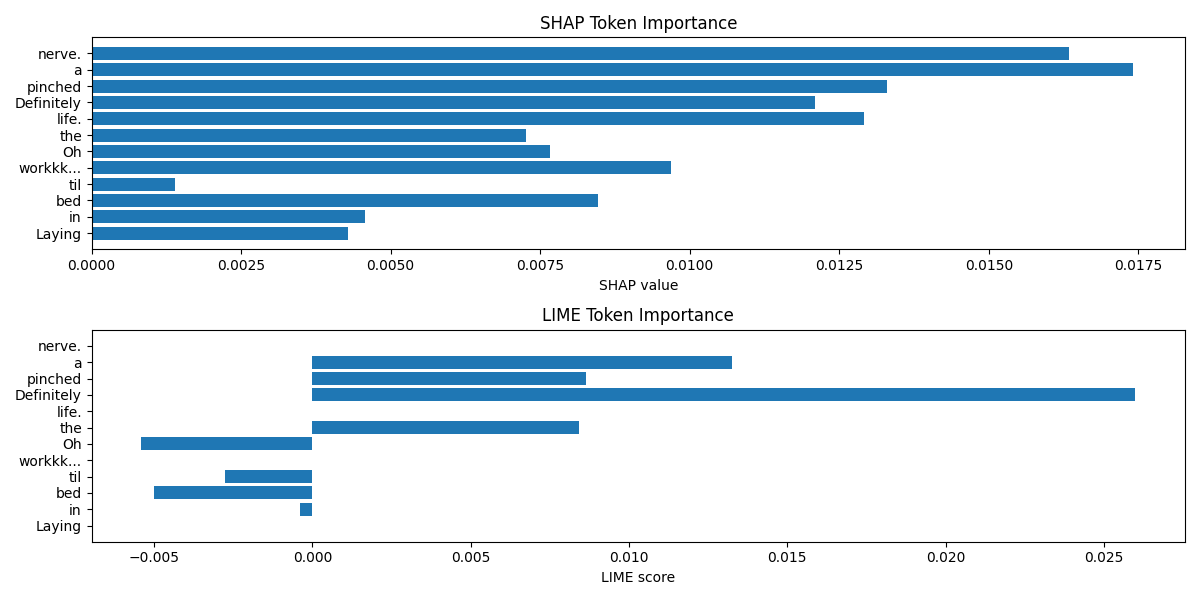 SHAP Token Importance
nerve.
a
pinched
Definitely
life.
the
Oh
workkk...
til
bed
in
Laying
0.0000 0.0025 0.0050 0.0075 0.0100 0.0125 0.0150 0.0175
SHAP value
LIME Token Importance
nerve.
a
pinched
Definitely
life.
the
Oh
workkk...
til
bed
in
Laying
−0.005 0.000 0.005 0.010 0.015 0.020 0.025
LIME score